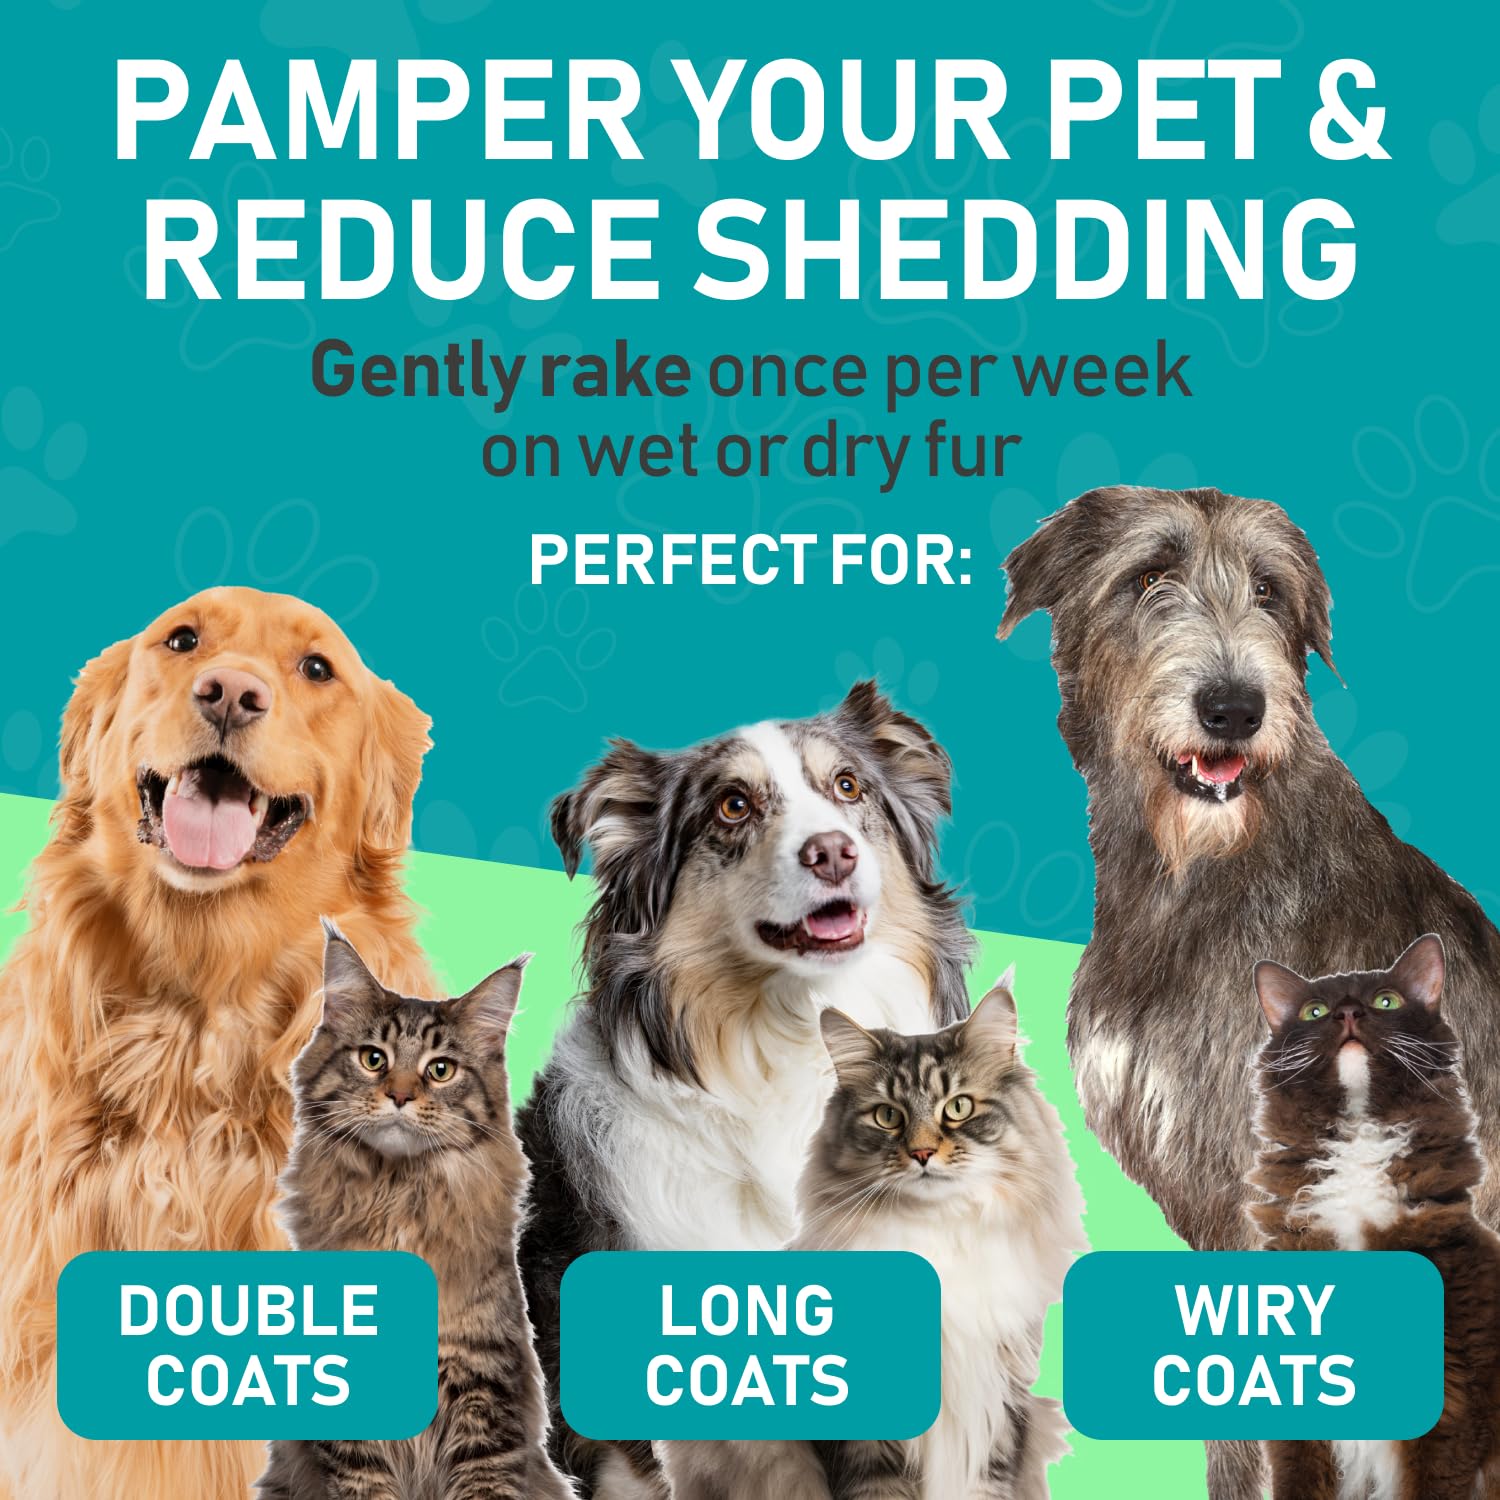 PAMPER YOUR PET &
REDUCE SHEDDING
Gently rake once per week
on wet or dry fur
PERFECT FOR:
DOUBLE
COATS
LONG
COATS
WIRY
COATS